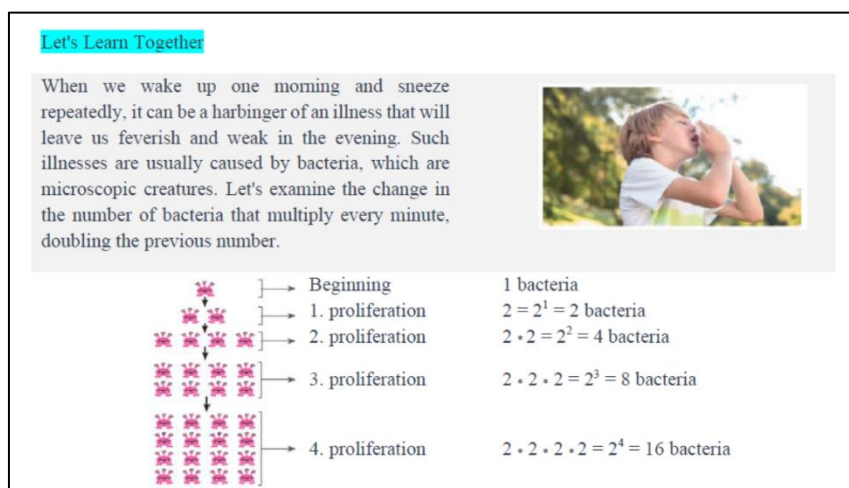 Let's Learn Together
When we wake up one morning and sneeze
repeatedly, it can be a harbinger of an illness that will
leave us feverish and weak in the evening. Such
illnesses are usually caused by bacteria, which are
microscopic creatures. Let's examine the change in
the number of bacteria that multiply every minute,
doubling the previous number.
Beginning 1 bacteria
1. proliferation 2 = 2¹ = 2 bacteria
2. proliferation 2 • 2 = 2² = 4 bacteria
3. proliferation 2 • 2 • 2 = 2³ = 8 bacteria
4. proliferation 2 • 2 • 2 • 2 = 2⁴ = 16 bacteria